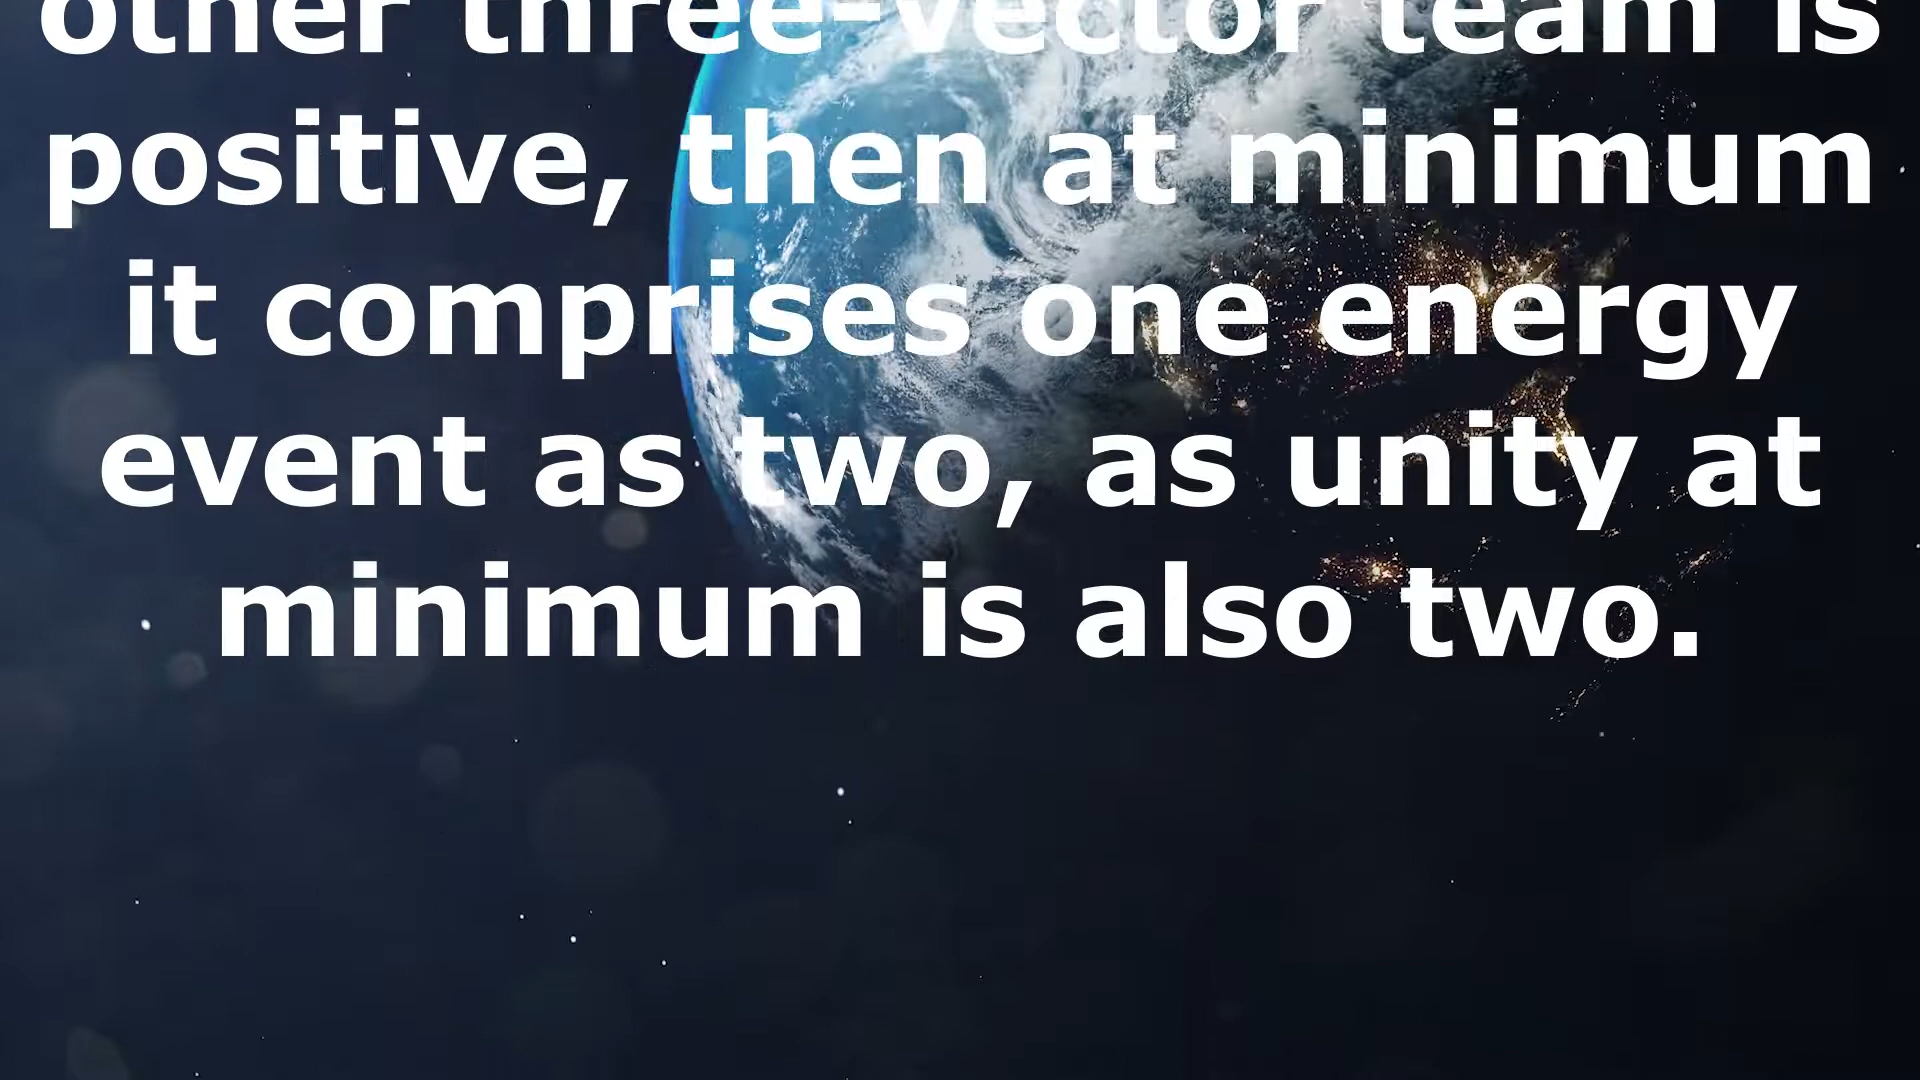 other three-vector team is
positive, then at minimum
it comprises one energy
event as two, as unity at
minimum is also two.